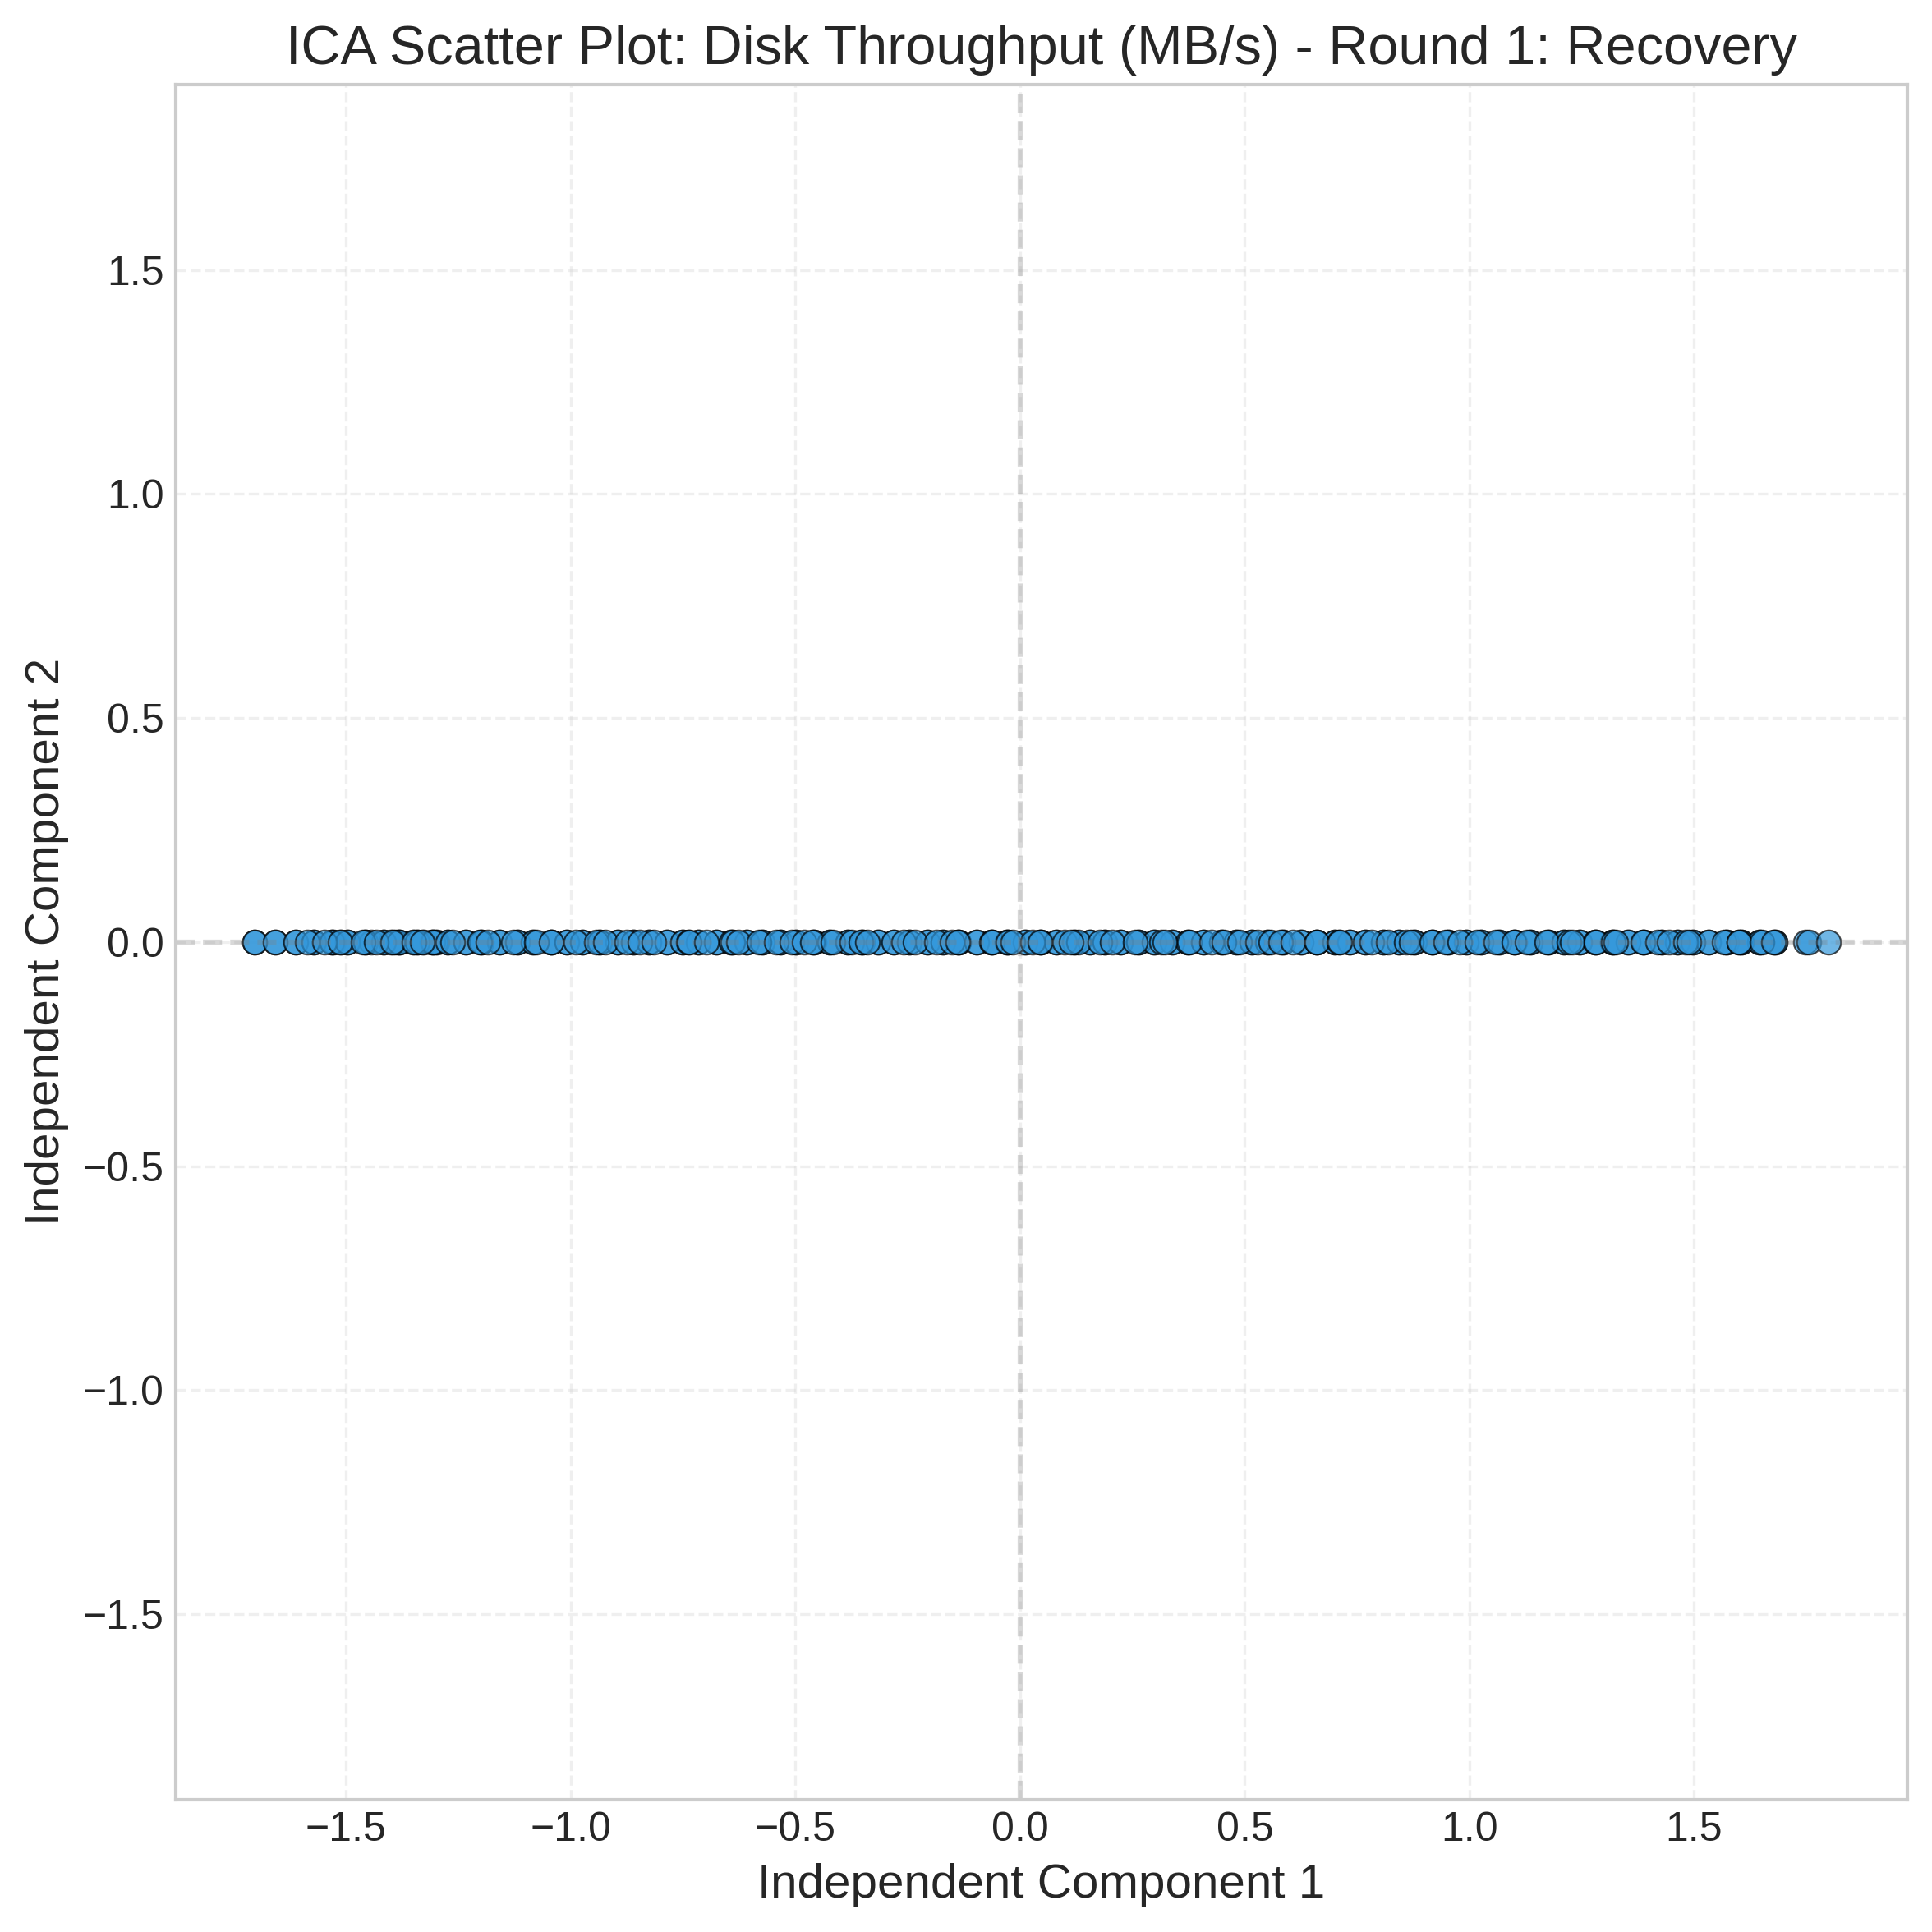 ICA Scatter Plot: Disk Throughput (MB/s) - Round 1: Recovery
1.5
1.0
0.5
0.0
−0.5
−1.0
−1.5
Independent Component 2
−1.5 −1.0 −0.5 0.0 0.5 1.0 1.5
Independent Component 1